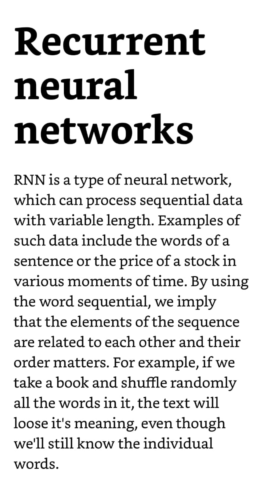 Recurrent
neural
networks
RNN is a type of neural network,
which can process sequential data
with variable length. Examples of
such data include the words of a
sentence or the price of a stock in
various moments of time. By using
the word sequential, we imply
that the elements of the sequence
are related to each other and their
order matters. For example, if we
take a book and shuffle randomly
all the words in it, the text will
loose it's meaning, even though
we'll still know the individual
words.